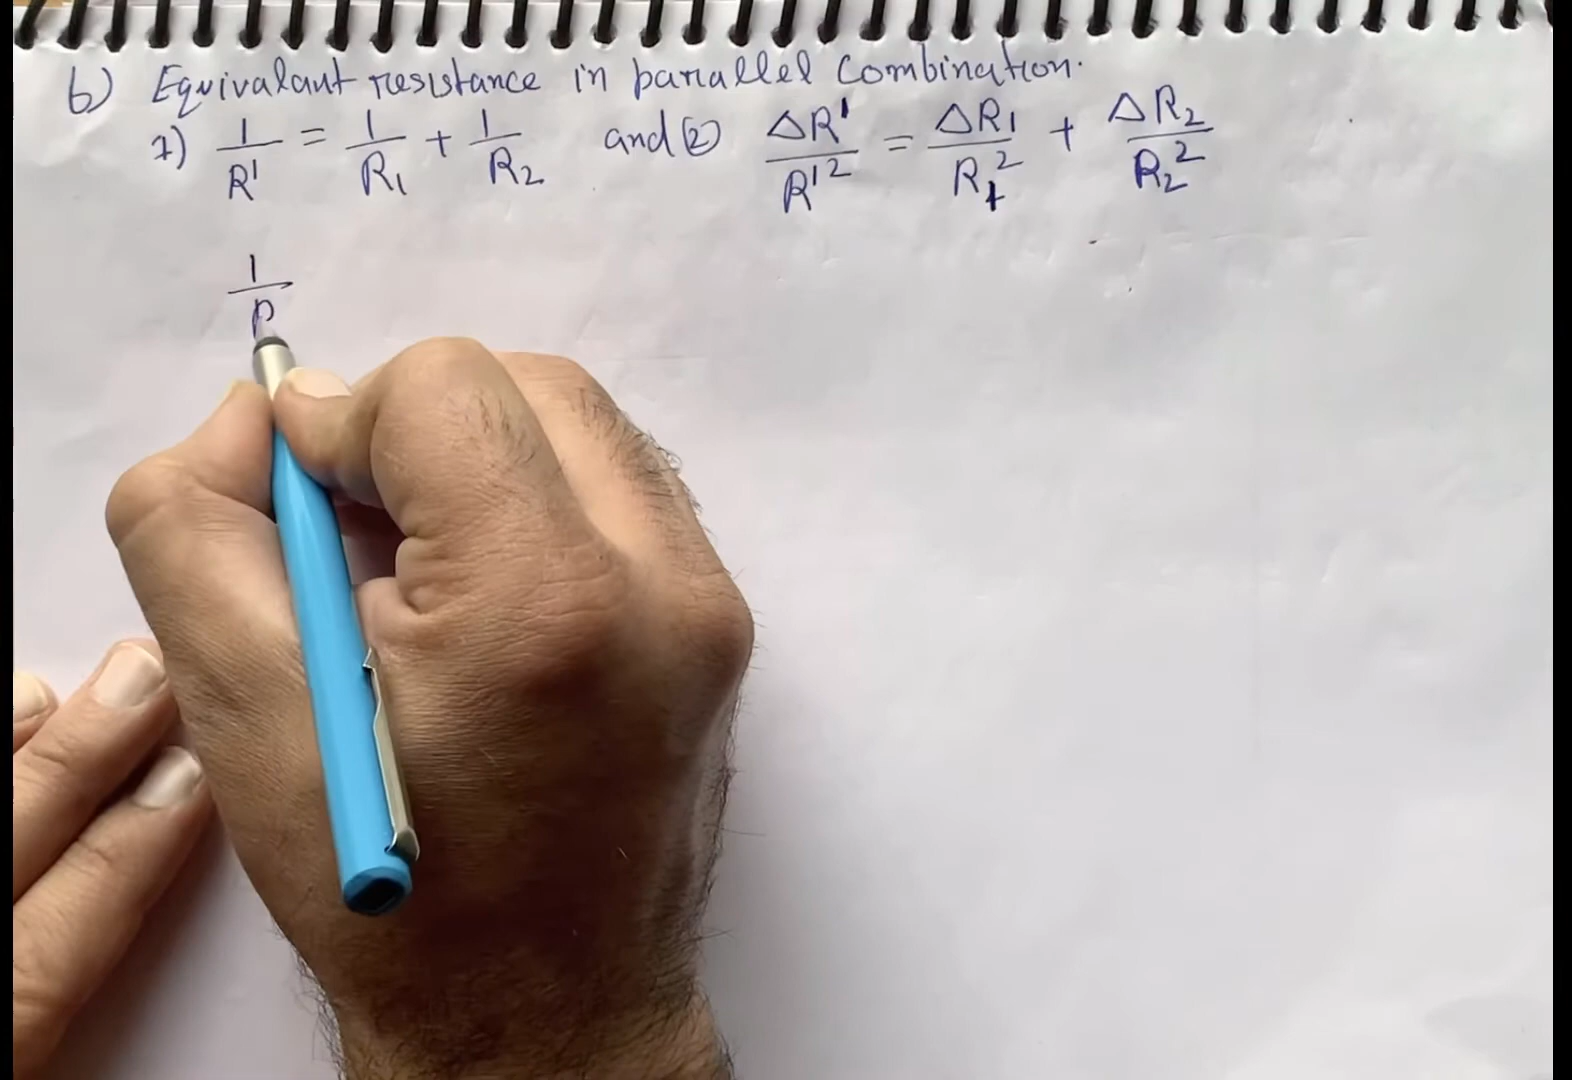 b) Equivalant resistance in parallel Combination.
1) 1/R' = 1/R₁ + 1/R₂ and (2) ΔR'/R'² = ΔR₁/R₁² + ΔR₂/R₂²
1/R